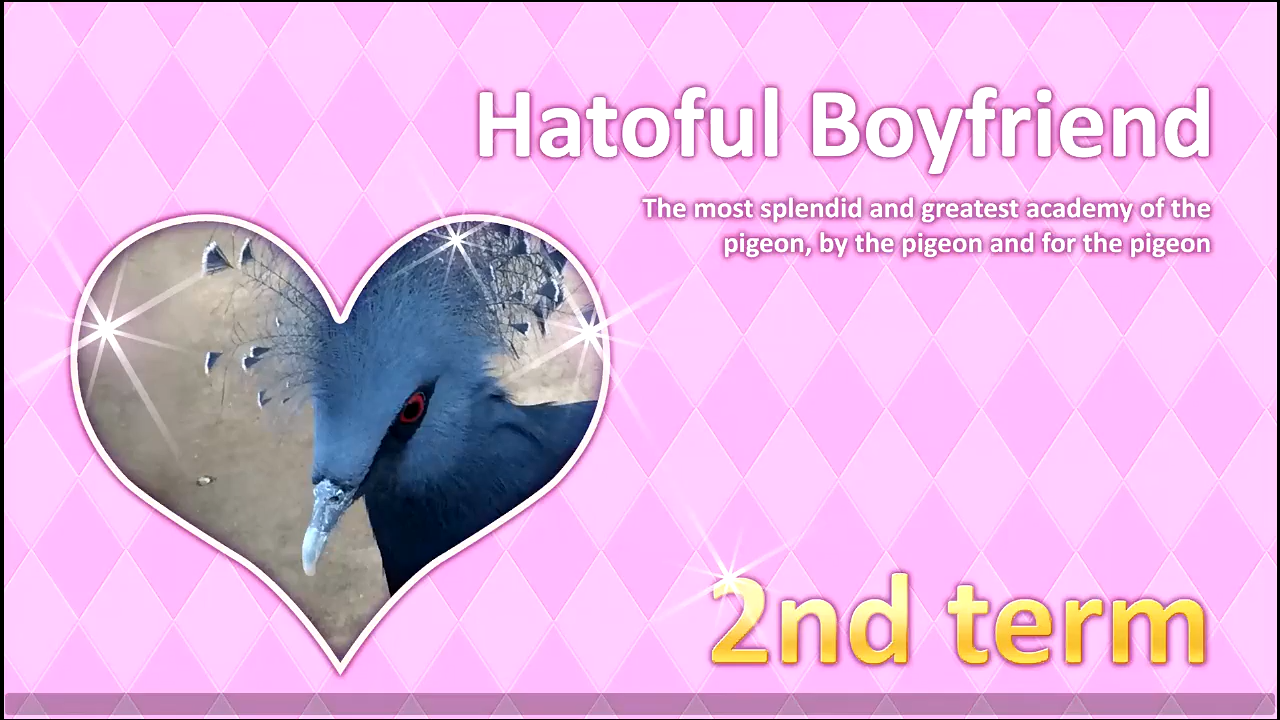 Hatoful Boyfriend
The most splendid and greatest academy of the
pigeon, by the pigeon and for the pigeon
2nd term